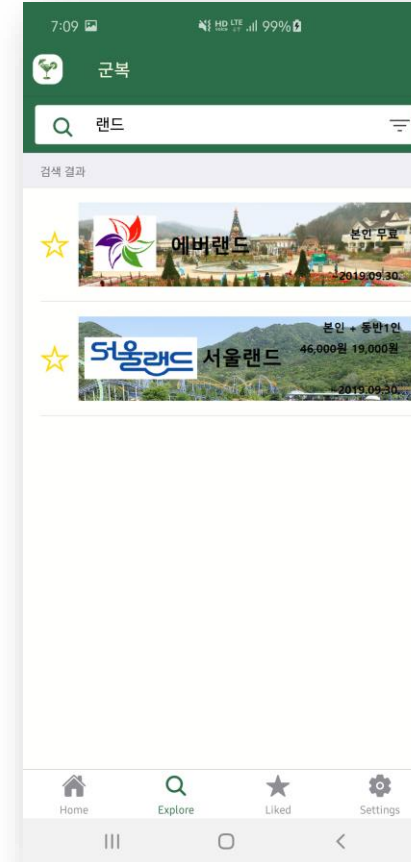 7:09 HD LTE 99%
군복
랜드
검색 결과
에버랜드
본인 무료
~2019.09.30.
서울랜드 서울랜드
본인 + 동반1인
46,000원 19,000원
~2019.09.30.
Home Explore Liked Settings